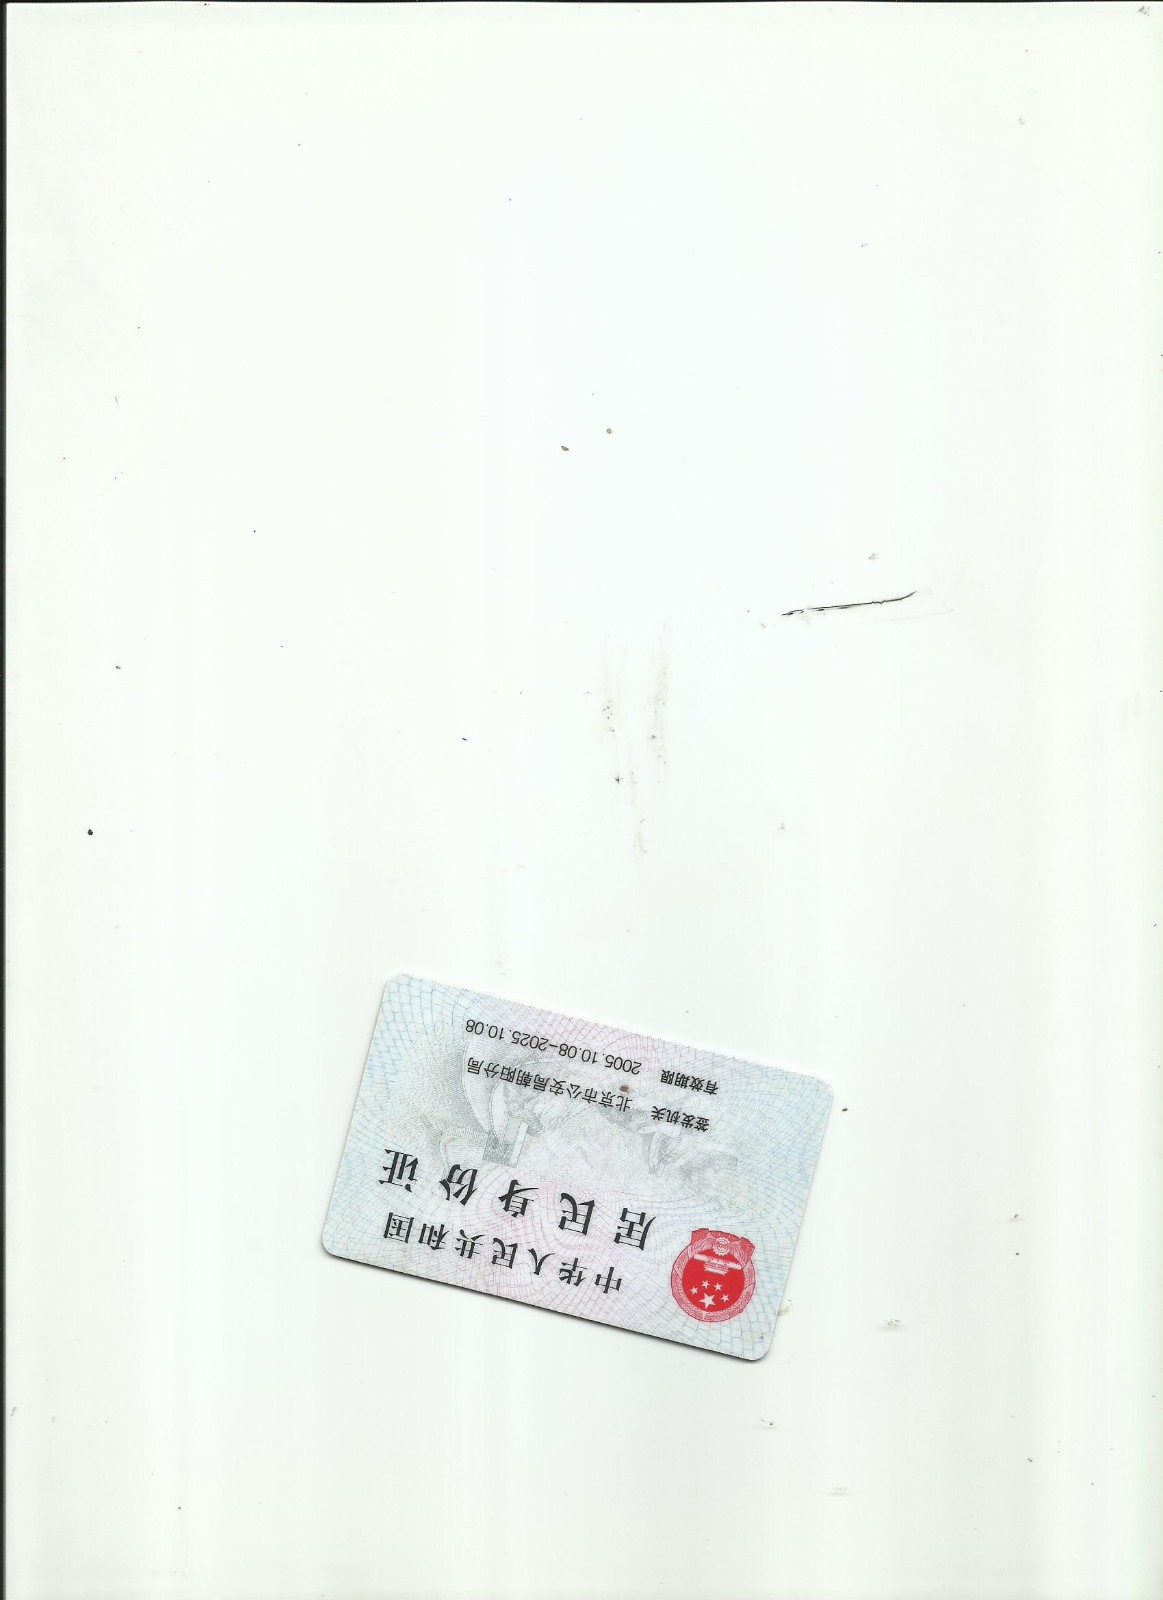 中华人民共和国
居民身份证
签发机关 北京市公安局朝阳分局
有效期限 2005.10.08-2025.10.08